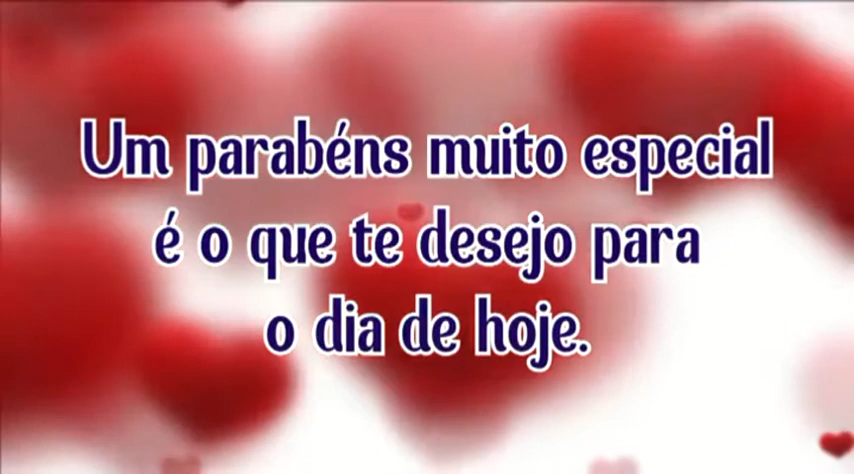 Um parabéns muito especial
é o que te desejo para
o dia de hoje.